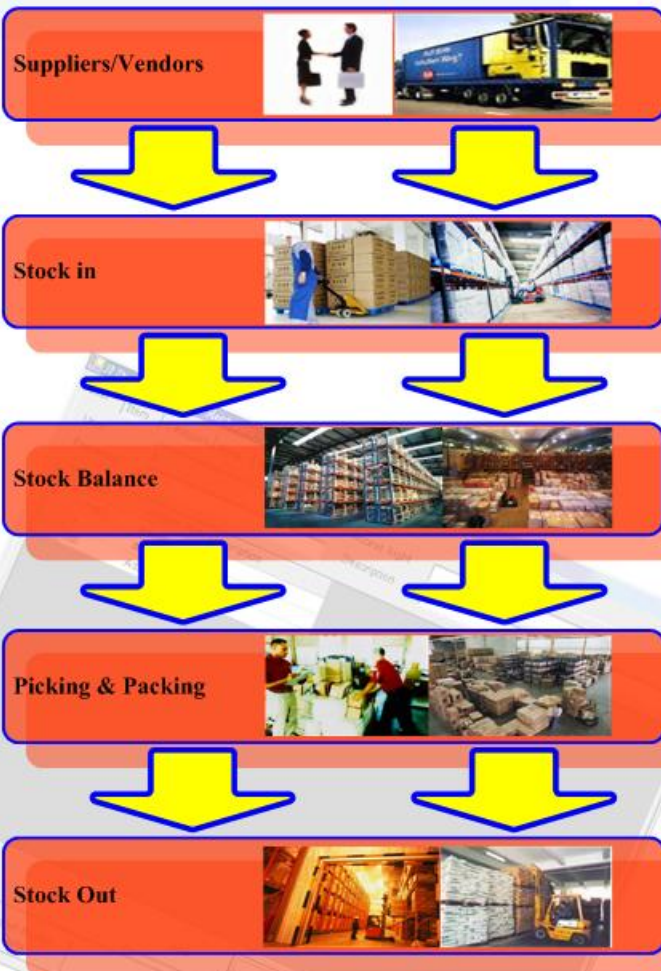 Suppliers/Vendors
Stock in
Stock Balance
Picking & Packing
Stock Out